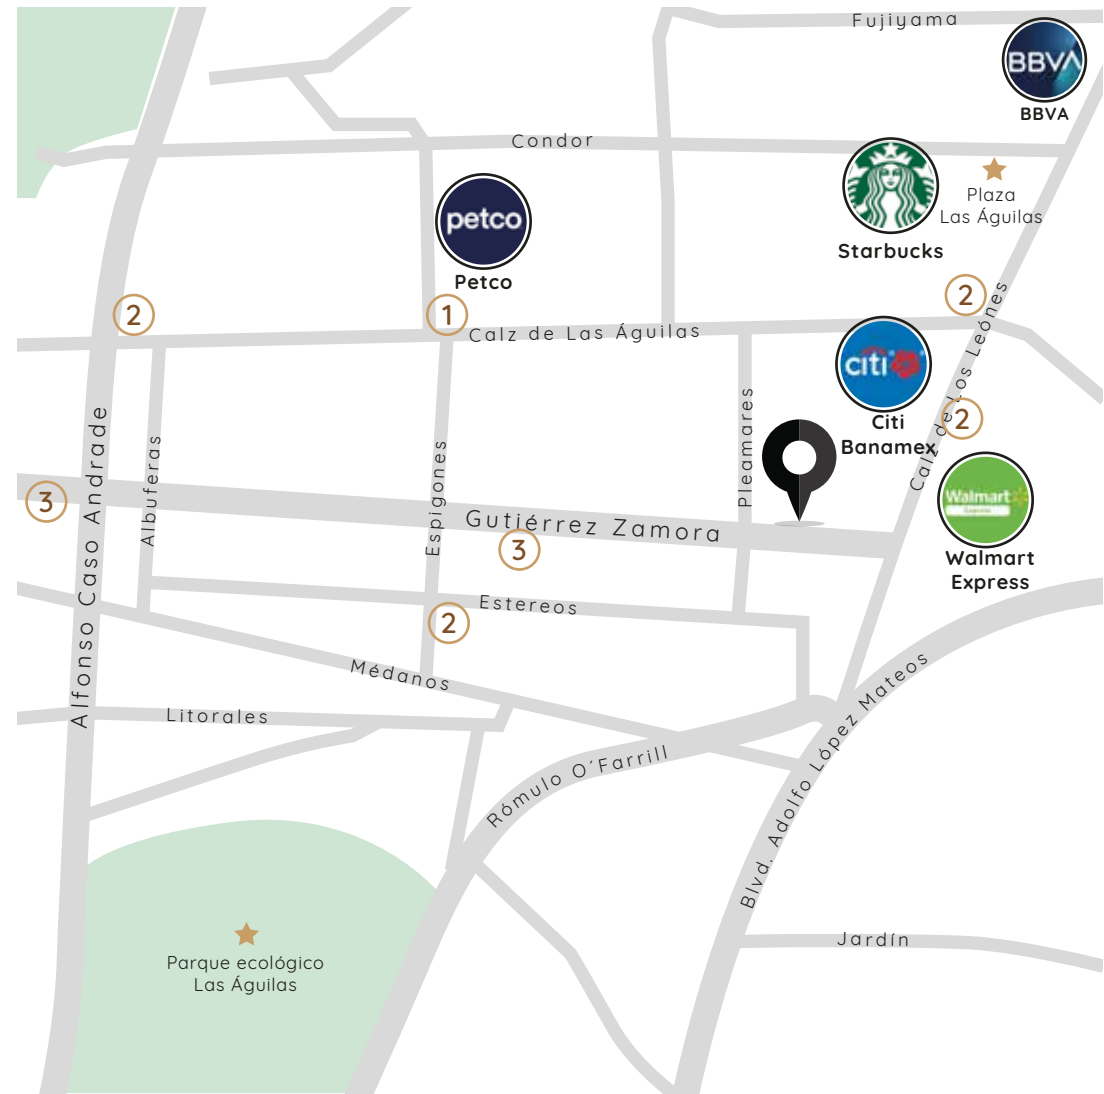 Fujiyama
BBVA
BBVA
Condor
Plaza
Las Águilas
Starbucks
petco
Petco
2
1
2
Calz de Las Águilas
Calz de Los Leónes
citi
Citi
Banamex
2
Pleamares
Alfonso Caso Andrade
Albuferas
Espigones
3
Gutiérrez Zamora
3
Walmart
Express
Walmart
Express
Estereos
2
Médanos
Litorales
Rómulo O´Farrill
Blvd. Adolfo López Mateos
Parque ecológico
Las Águilas
Jardín